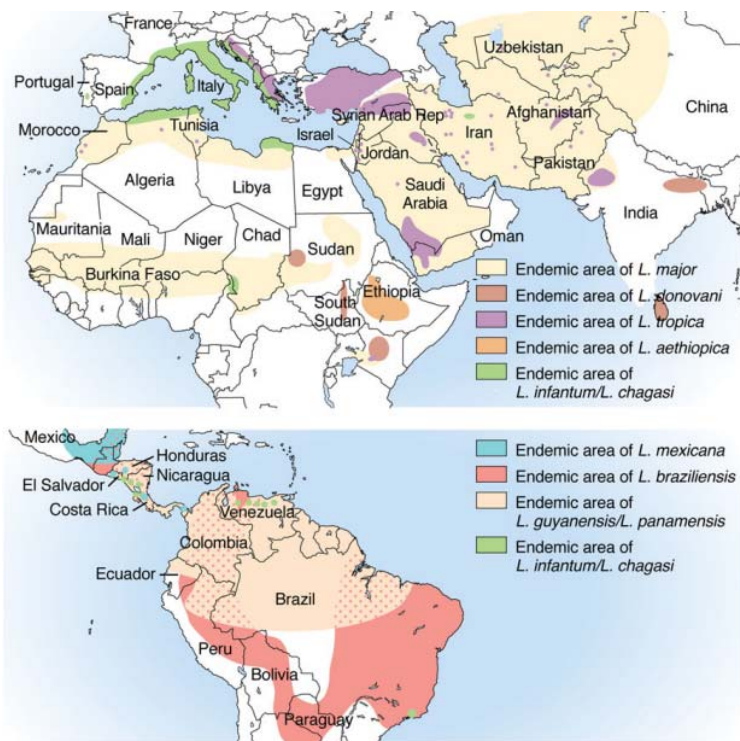 France
Uzbekistan
Portugal
Spain
Italy
China
Syrian Arab Rep
Afghanistan
Morocco
Tunisia
Israel
Iran
Jordan
Pakistan
Algeria
Libya
Egypt
Saudi
Arabia
India
Mauritania
Mali
Niger
Chad
Sudan
Oman
Burkina Faso
Ethiopia
South
Sudan
Endemic area of L. major
Endemic area of L. donovani
Endemic area of L. tropica
Endemic area of L. aethiopica
Endemic area of
L. infantum/L. chagasi
Mexico
Honduras
Nicaragua
El Salvador
Costa Rica
Venezuela
Colombia
Ecuador
Brazil
Peru
Bolivia
Paraguay
Endemic area of L. mexicana
Endemic area of L. braziliensis
Endemic area of
L. guyanensis/L. panamensis
Endemic area of
L. infantum/L. chagasi